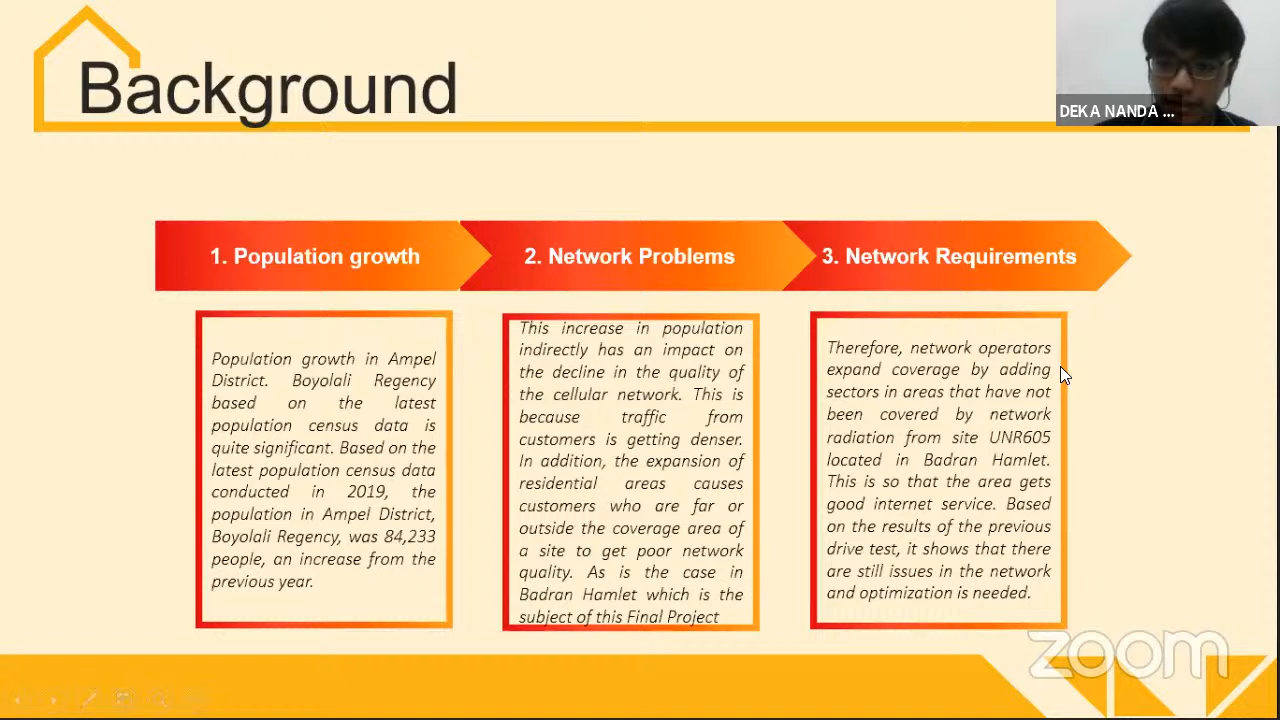 Background
DEKA NANDA ...
1. Population growth
2. Network Problems
3. Network Requirements
Population growth in Ampel
District. Boyolali Regency
based on the latest
population census data is
quite significant. Based on the
latest population census data
conducted in 2019, the
population in Ampel District,
Boyolali Regency, was 84,233
people, an increase from the
previous year.
This increase in population
indirectly has an impact on
the decline in the quality of
the cellular network. This is
because traffic from
customers is getting denser.
In addition, the expansion of
residential areas causes
customers who are far or
outside the coverage area of
a site to get poor network
quality. As is the case in
Badran Hamlet which is the
subject of this Final Project
Therefore, network operators
expand coverage by adding
sectors in areas that have not
been covered by network
radiation from site UNR605
located in Badran Hamlet.
This is so that the area gets
good internet service. Based
on the results of the previous
drive test, it shows that there
are still issues in the network
and optimization is needed.
zoom